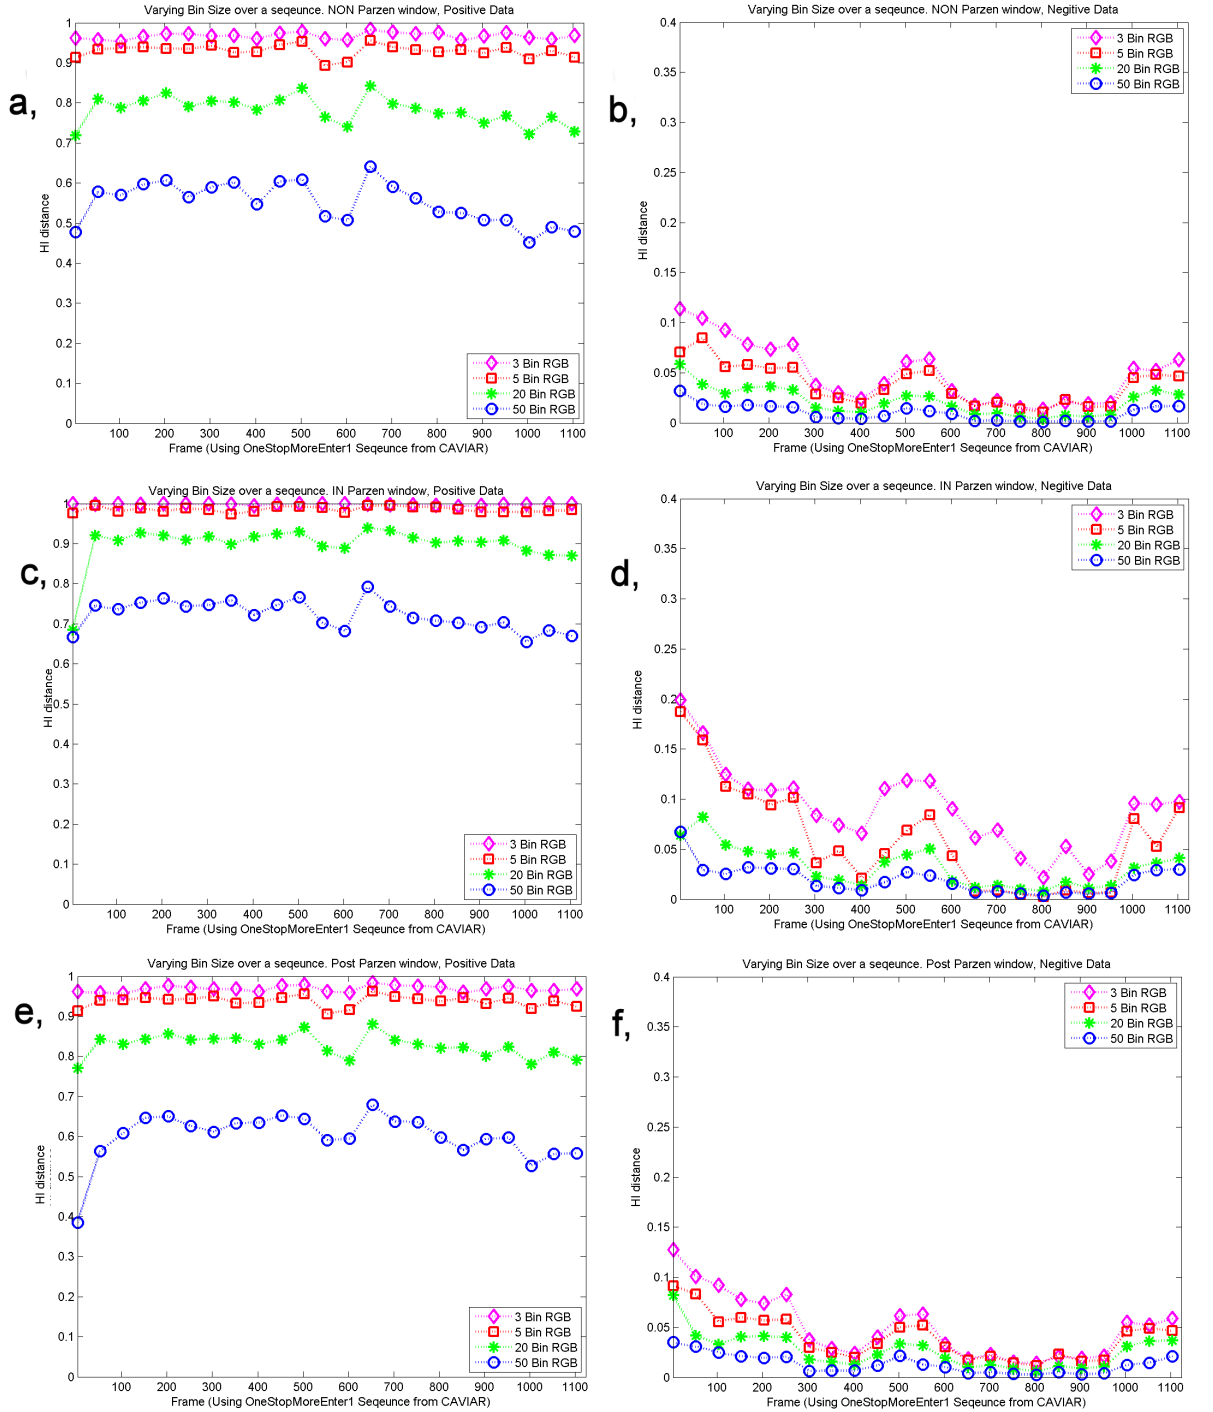 Varying Bin Size over a seqeunce. NON Parzen window, Positive Data
a,
HI distance
1
0.9
0.8
0.7
0.6
0.5
0.4
0.3
0.2
0.1
0
3 Bin RGB
5 Bin RGB
20 Bin RGB
50 Bin RGB
100 200 300 400 500 600 700 800 900 1000 1100
Frame (Using OneStopMoreEnter1 Seqeunce from CAVIAR)
Varying Bin Size over a seqeunce. NON Parzen window, Negitive Data
b,
HI distance
0.4
0.35
0.3
0.25
0.2
0.15
0.1
0.05
0
3 Bin RGB
5 Bin RGB
20 Bin RGB
50 Bin RGB
100 200 300 400 500 600 700 800 900 1000 1100
Frame (Using OneStopMoreEnter1 Seqeunce from CAVIAR)
Varying Bin Size over a seqeunce. IN Parzen window, Positive Data
c,
HI distance
1
0.9
0.8
0.7
0.6
0.5
0.4
0.3
0.2
0.1
0
3 Bin RGB
5 Bin RGB
20 Bin RGB
50 Bin RGB
100 200 300 400 500 600 700 800 900 1000 1100
Frame (Using OneStopMoreEnter1 Seqeunce from CAVIAR)
Varying Bin Size over a seqeunce. IN Parzen window, Negitive Data
d,
HI distance
0.4
0.35
0.3
0.25
0.2
0.15
0.1
0.05
0
3 Bin RGB
5 Bin RGB
20 Bin RGB
50 Bin RGB
100 200 300 400 500 600 700 800 900 1000 1100
Frame (Using OneStopMoreEnter1 Seqeunce from CAVIAR)
Varying Bin Size over a seqeunce. Post Parzen window, Positive Data
e,
HI distance
1
0.9
0.8
0.7
0.6
0.5
0.4
0.3
0.2
0.1
0
3 Bin RGB
5 Bin RGB
20 Bin RGB
50 Bin RGB
100 200 300 400 500 600 700 800 900 1000 1100
Frame (Using OneStopMoreEnter1 Seqeunce from CAVIAR)
Varying Bin Size over a seqeunce. Post Parzen window, Negitive Data
f,
HI distance
0.4
0.35
0.3
0.25
0.2
0.15
0.1
0.05
0
3 Bin RGB
5 Bin RGB
20 Bin RGB
50 Bin RGB
100 200 300 400 500 600 700 800 900 1000 1100
Frame (Using OneStopMoreEnter1 Seqeunce from CAVIAR)